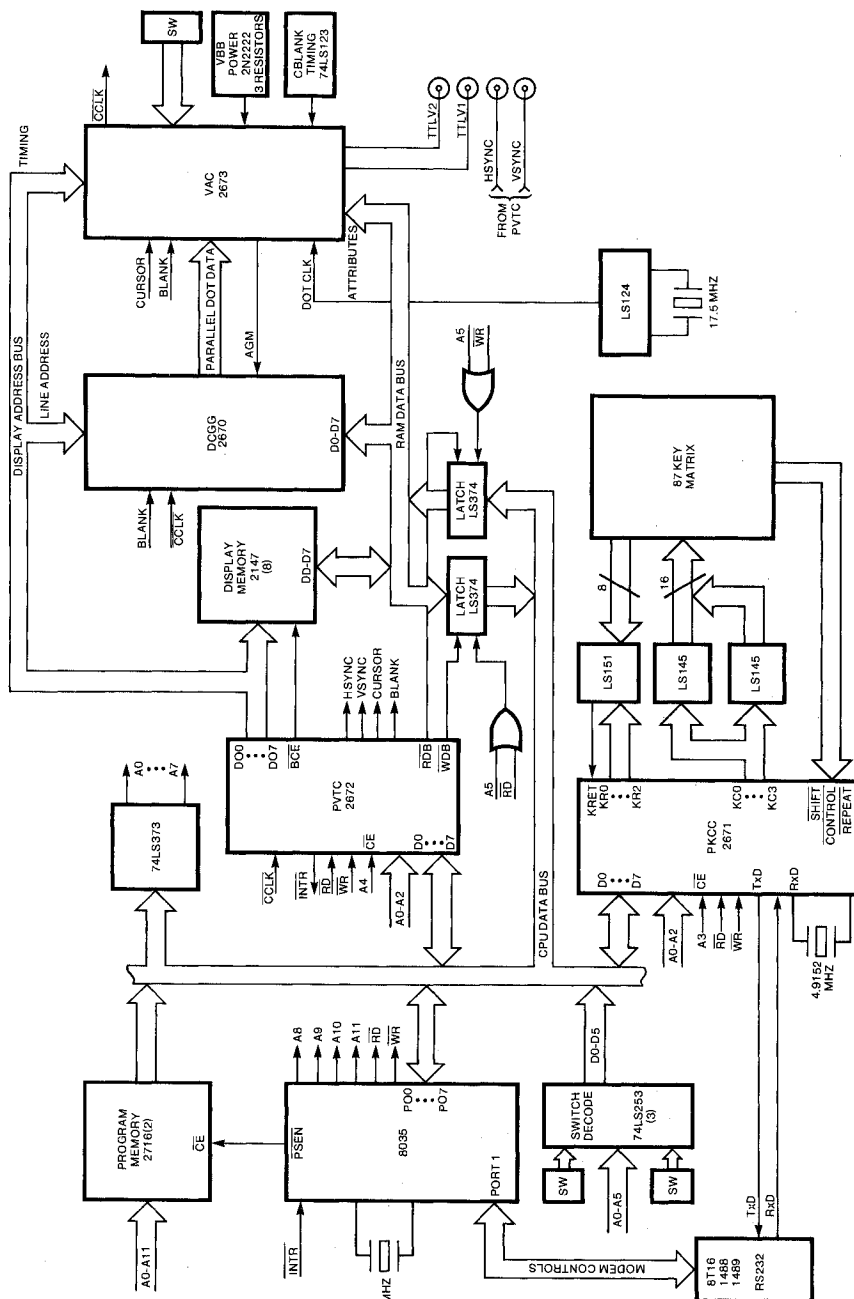 SW
VBB
POWER
2N2222
3 RESISTORS
CBLANK
TIMING
74LS123
CCLK
TIMING
VAC
2673
TTLV2
TTLV1
HSYNC
VSYNC
FROM
PVTC
DISPLAY ADDRESS BUS
LINE ADDRESS
CURSOR
BLANK
PARALLEL DOT DATA
AGM
DOT CLK
ATTRIBUTES
LS124
17.5 MHZ
DCGG
2670
D0-D7
BLANK
CCLK
RAM DATA BUS
A5
WR
DISPLAY
MEMORY
2147
(8)
DD-D7
LATCH
LS374
LATCH
LS374
A5
RD
87 KEY
MATRIX
8
16
LS151
LS145
LS145
A0
A7
74LS373
DO0
DO7
BCE
HSYNC
VSYNC
CURSOR
BLANK
RDB
WDB
PVTC
2672
CCLK
INTR
RD
WR
A4
CE
A0-A2
D0
D7
CPU DATA BUS
KRET
KR0
KR2
KC0
KC3
SHIFT
CONTROL
REPEAT
PKCC
2671
D0
D7
CE
TxD
RxD
A0-A2
A3
RD
WR
4.9152
MHZ
PROGRAM
MEMORY
2716(2)
CE
A0-A11
A8
A9
A10
A11
RD
WR
PSEN
PO0
PO7
8035
PORT 1
INTR
MHZ
D0-D5
SWITCH
DECODE
74LS253
(3)
SW
SW
A0-A5
TxD
RxD
MODEM CONTROLS
8T16
1488
1489
RS232